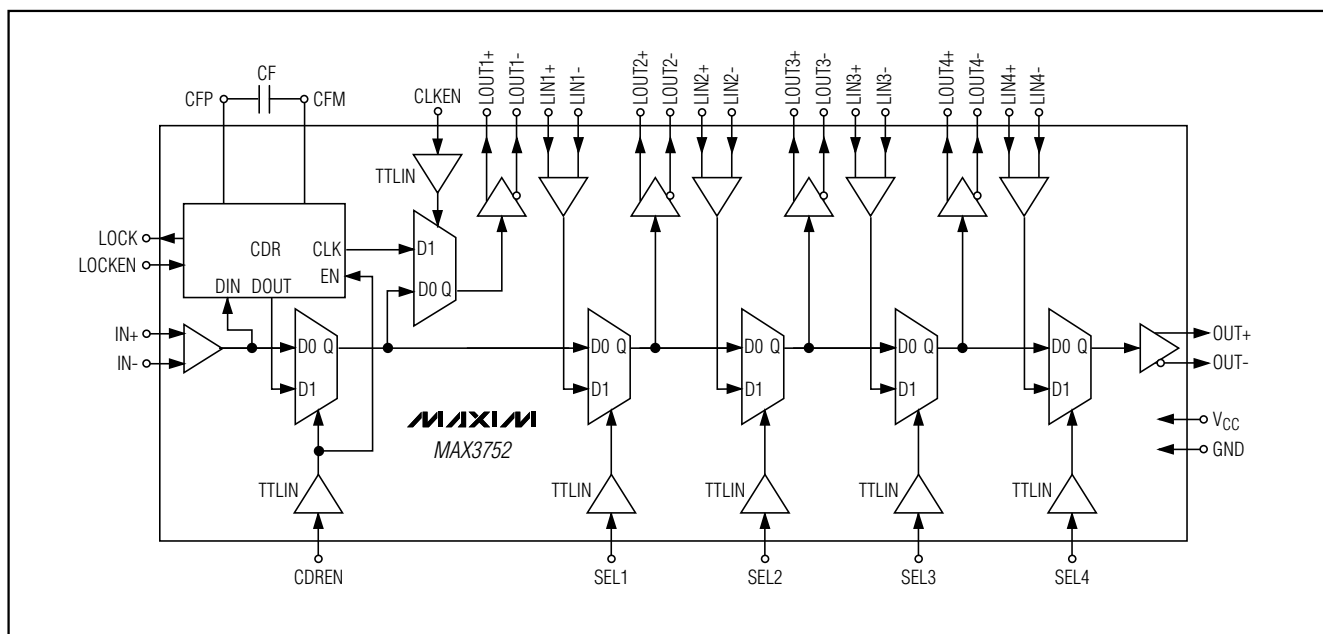 CF
CFP
CFM
CLKEN
LOUT1+
LOUT1-
LIN1+
LIN1-
LOUT2+
LOUT2-
LIN2+
LIN2-
LOUT3+
LOUT3-
LIN3+
LIN3-
LOUT4+
LOUT4-
LIN4+
LIN4-
TTLIN
LOCK
LOCKEN
CDR
CLK
EN
DIN
DOUT
D1
D0 Q
IN+
IN-
D0 Q
D1
D0 Q
D1
D0 Q
D1
D0 Q
D1
D0 Q
D1
OUT+
OUT-
VCC
GND
MAXIM
MAX3752
TTLIN
TTLIN
TTLIN
TTLIN
TTLIN
CDREN
SEL1
SEL2
SEL3
SEL4